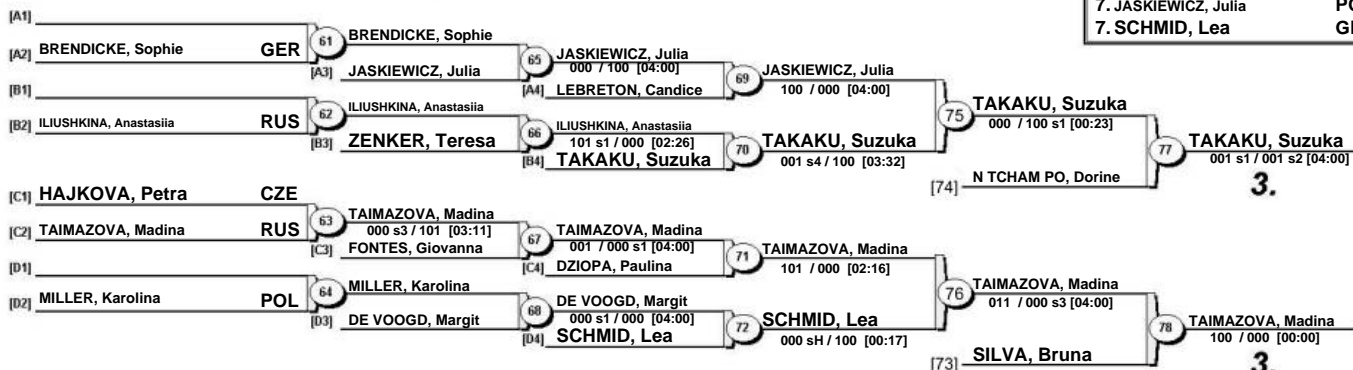 7. JASKIEWICZ, Julia
7. SCHMID, Lea
[A1]
[A2] BRENDICKE, Sophie GER
61 BRENDICKE, Sophie
[A3] JASKIEWICZ, Julia
65 JASKIEWICZ, Julia
000 / 100 [04:00]
[A4] LEBRETON, Candice
69 JASKIEWICZ, Julia
100 / 000 [04:00]
[B1]
[B2] ILIUSHKINA, Anastasiia RUS
62 ILIUSHKINA, Anastasiia
[B3] ZENKER, Teresa
66 ILIUSHKINA, Anastasiia
101 s1 / 000 [02:26]
[B4] TAKAKU, Suzuka
70 TAKAKU, Suzuka
001 s4 / 100 [03:32]
75 TAKAKU, Suzuka
000 / 100 s1 [00:23]
[74] N TCHAM PO, Dorine
77 TAKAKU, Suzuka
001 s1 / 001 s2 [04:00]
3.
[C1] HAJKOVA, Petra CZE
[C2] TAIMAZOVA, Madina RUS
63 TAIMAZOVA, Madina
000 s3 / 101 [03:11]
[C3] FONTES, Giovanna
67 TAIMAZOVA, Madina
001 / 000 s1 [04:00]
[C4] DZIOPA, Paulina
71 TAIMAZOVA, Madina
101 / 000 [02:16]
[D1]
[D2] MILLER, Karolina POL
64 MILLER, Karolina
[D3] DE VOOGD, Margit
68 DE VOOGD, Margit
000 s1 / 000 [04:00]
[D4] SCHMID, Lea
72 SCHMID, Lea
000 sH / 100 [00:17]
76 TAIMAZOVA, Madina
011 / 000 s3 [04:00]
[73] SILVA, Bruna
78 TAIMAZOVA, Madina
100 / 000 [00:00]
3.